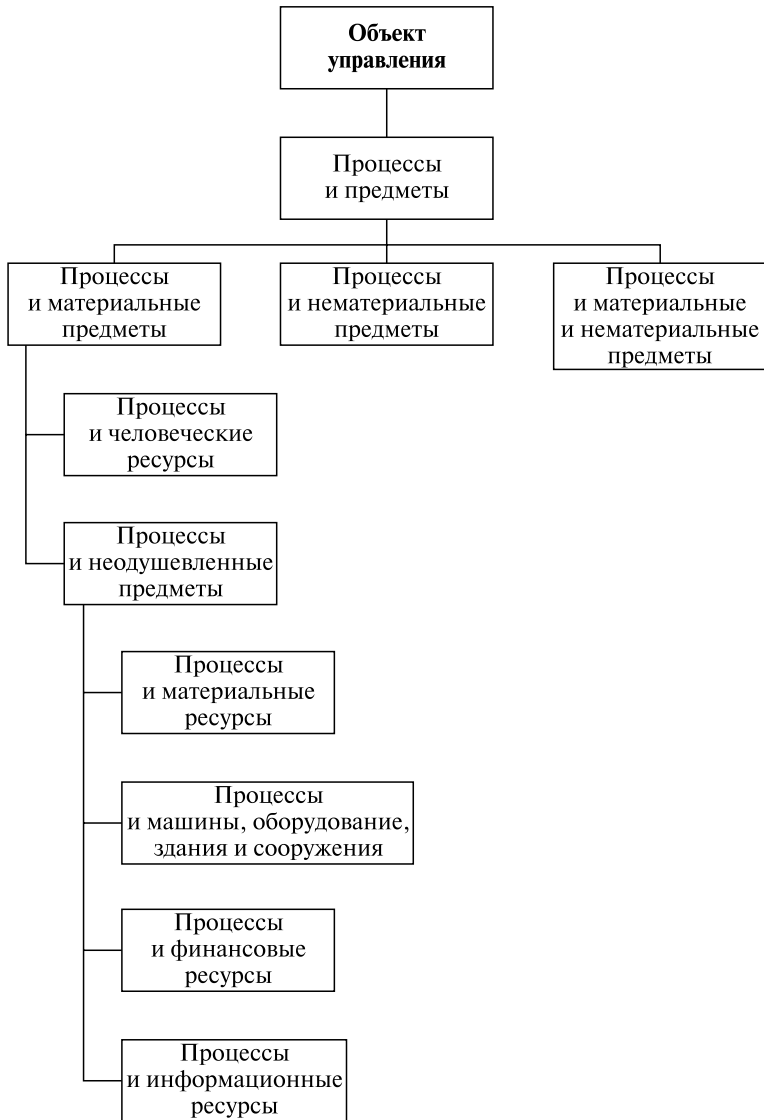 Объект
управления
Процессы
и предметы
Процессы
и материальные
предметы
Процессы
и нематериальные
предметы
Процессы
и материальные
и нематериальные
предметы
Процессы
и человеческие
ресурсы
Процессы
и неодушевленные
предметы
Процессы
и материальные
ресурсы
Процессы
и машины, оборудование,
здания и сооружения
Процессы
и финансовые
ресурсы
Процессы
и информационные
ресурсы